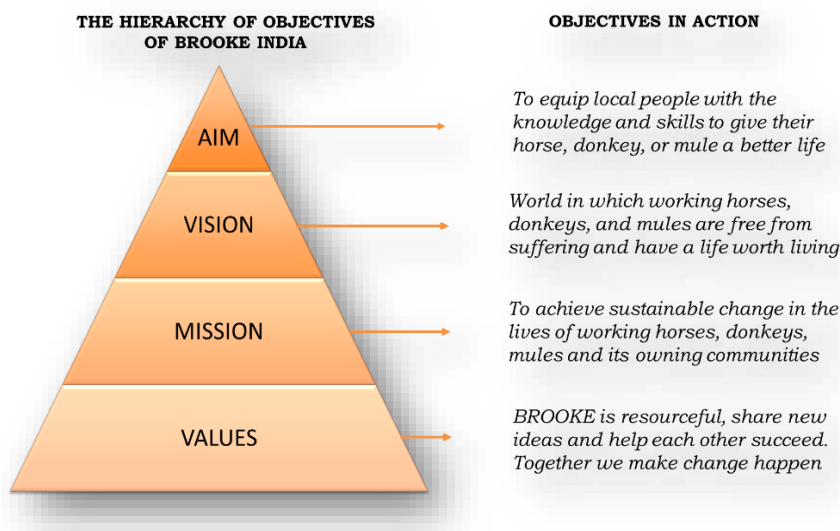 THE HIERARCHY OF OBJECTIVES
OF BROOKE INDIA
OBJECTIVES IN ACTION
AIM
To equip local people with the
knowledge and skills to give their
horse, donkey, or mule a better life
VISION
World in which working horses,
donkeys, and mules are free from
suffering and have a life worth living
MISSION
To achieve sustainable change in the
lives of working horses, donkeys,
mules and its owning communities
VALUES
BROOKE is resourceful, share new
ideas and help each other succeed.
Together we make change happen